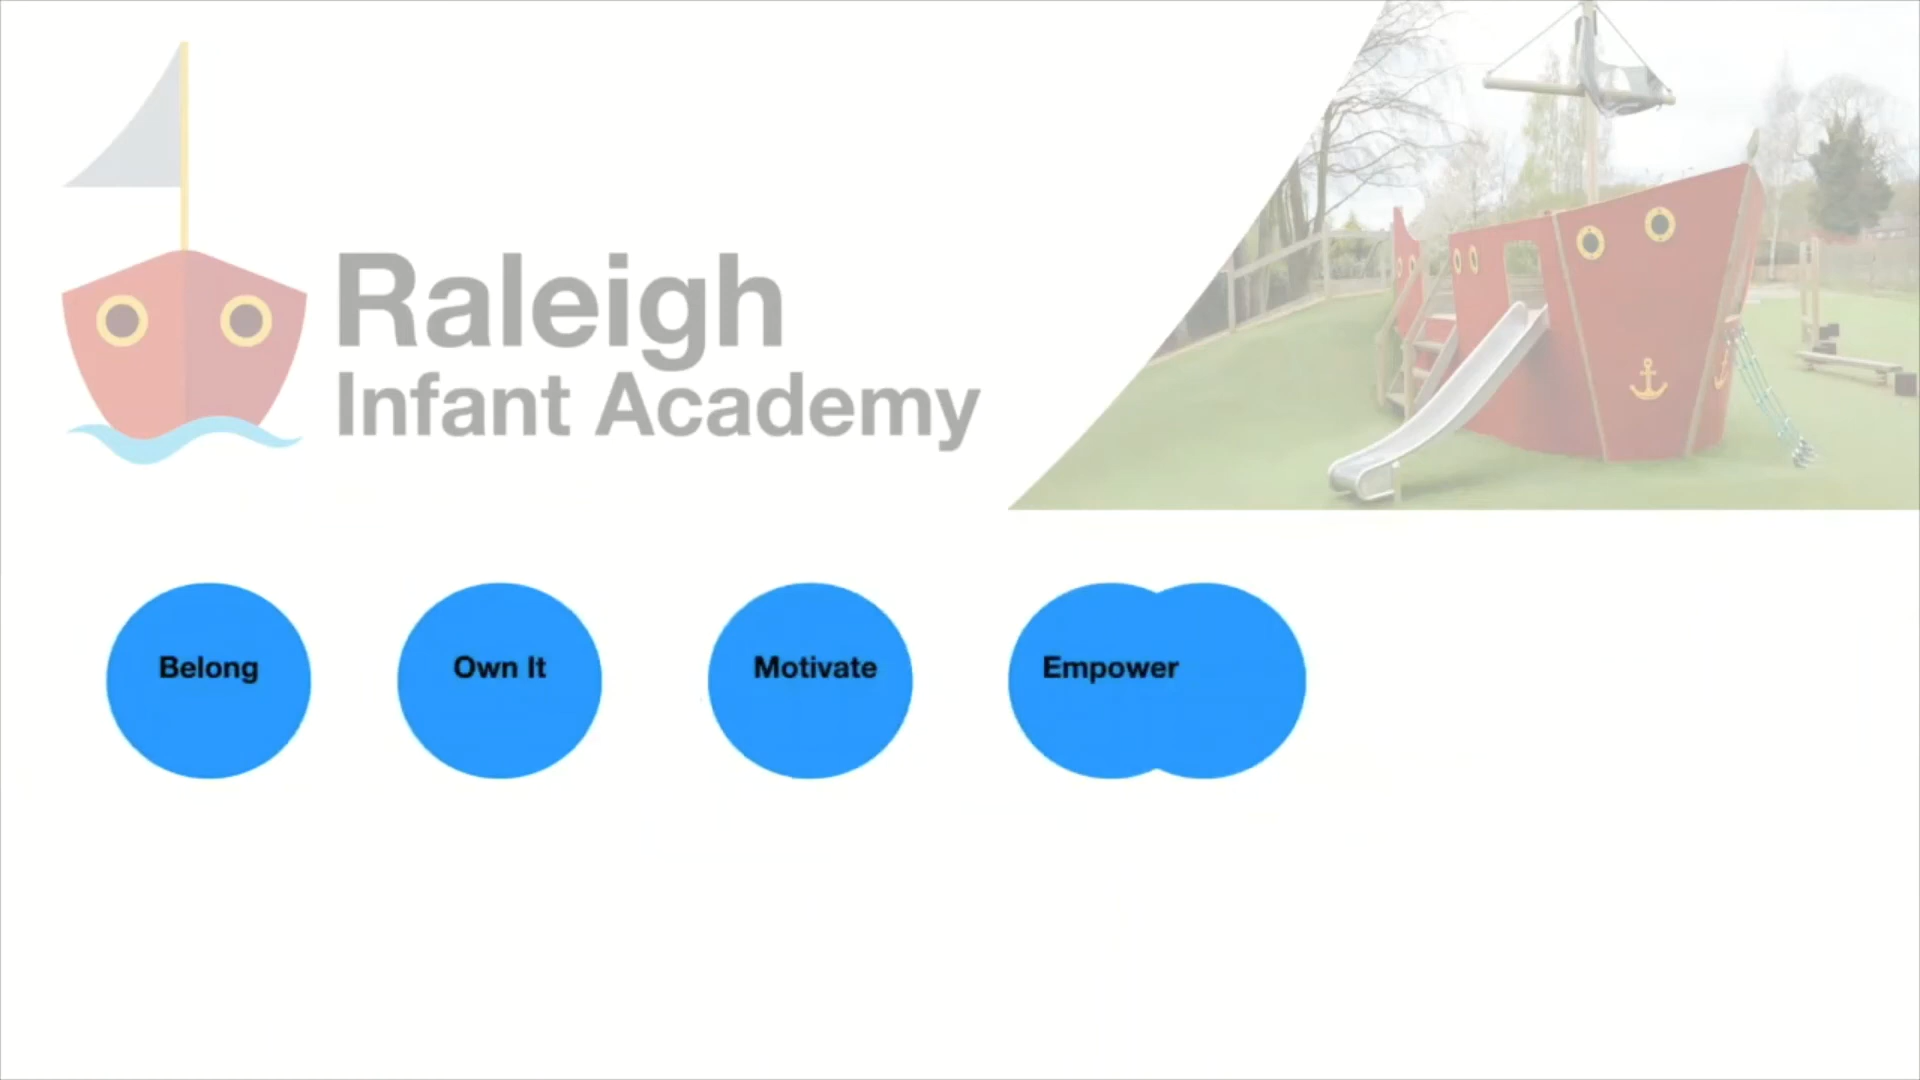 Raleigh
Infant Academy
Belong
Own It
Motivate
Empower